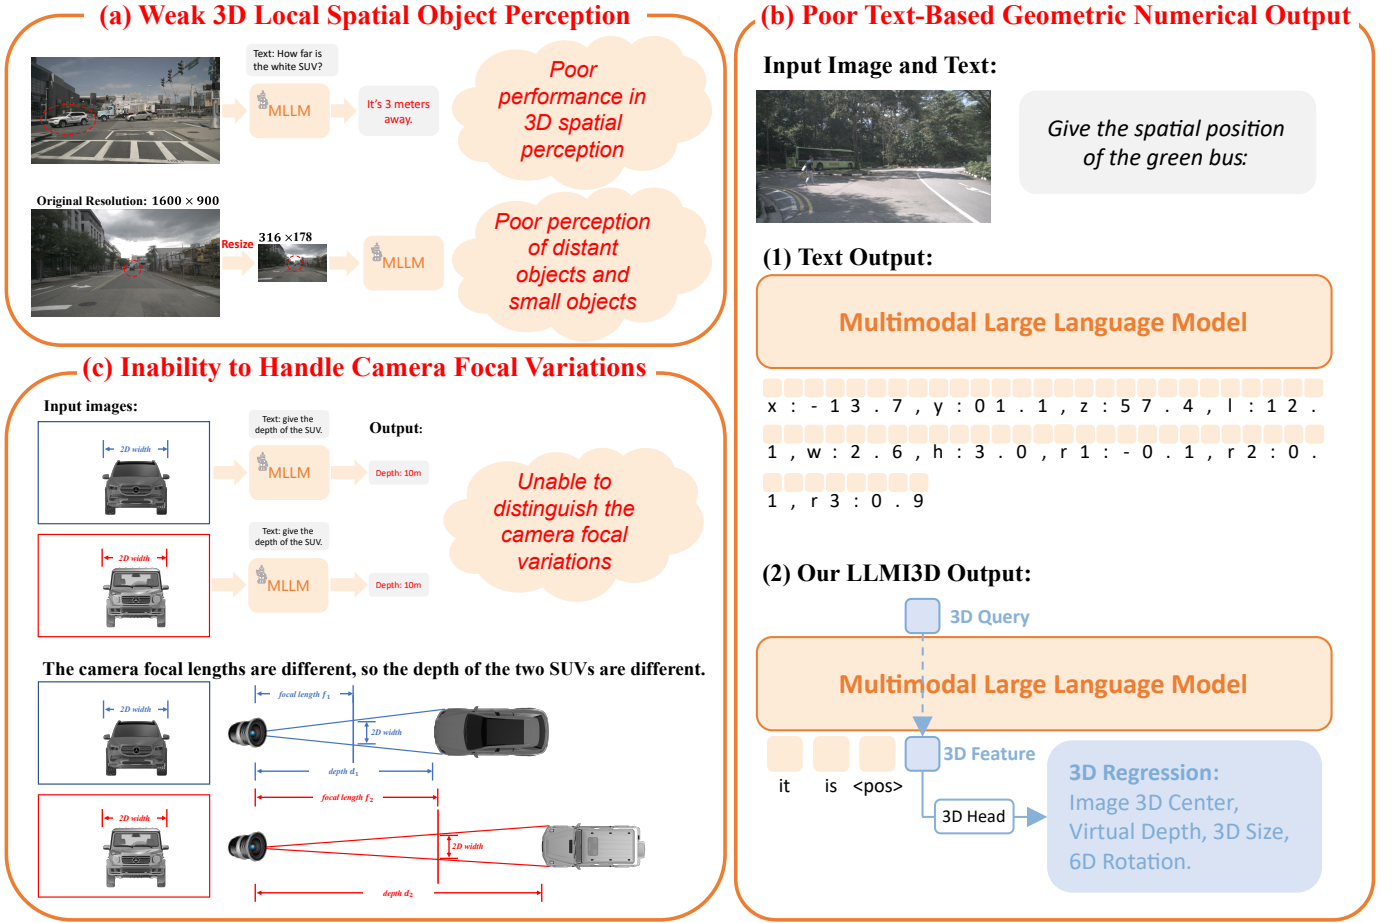 (a) Weak 3D Local Spatial Object Perception
Text: How far is
the white SUV?
MLLM
It's 3 meters
away.
Poor
performance in
3D spatial
perception
Original Resolution: 1600 × 900
Resize
316 ×178
MLLM
Poor perception
of distant
objects and
small objects
(c) Inability to Handle Camera Focal Variations
Input images:
2D width
Text: give the
depth of the SUV.
MLLM
Output:
Depth: 10m
2D width
Text: give the
depth of the SUV.
MLLM
Depth: 10m
Unable to
distinguish the
camera focal
variations
The camera focal lengths are different, so the depth of the two SUVs are different.
2D width
focal length f₁
2D width
depth d₁
2D width
focal length f₂
2D width
depth d₂
(b) Poor Text-Based Geometric Numerical Output
Input Image and Text:
Give the spatial position
of the green bus:
(1) Text Output:
Multimodal Large Language Model
x : - 1 3 . 7 , y : 0 1 . 1 , z : 5 7 . 4 , l : 1 2 .
1 , w : 2 . 6 , h : 3 . 0 , r 1 : - 0 . 1 , r 2 : 0 .
1 , r 3 : 0 . 9
(2) Our LLMI3D Output:
3D Query
Multimodal Large Language Model
3D Feature
it is <pos>
3D Head
3D Regression:
Image 3D Center,
Virtual Depth, 3D Size,
6D Rotation.